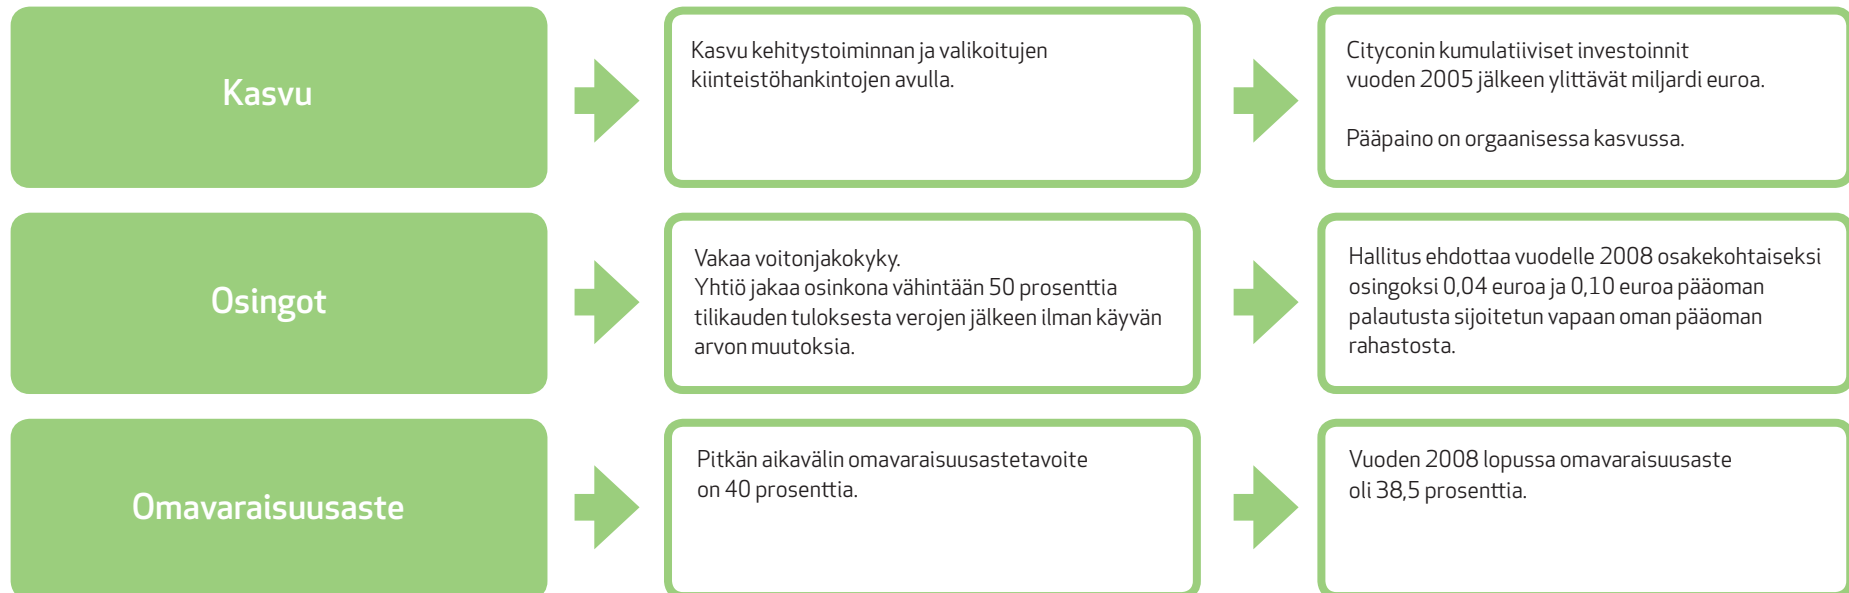 Kasvu
Kasvu kehitystoiminnan ja valikoitujen
kiinteistöhankintojen avulla.
Cityconin kumulatiiviset investoinnit
vuoden 2005 jälkeen ylittävät miljardi euroa.
Pääpaino on orgaanisessa kasvussa.
Osingot
Vakaa voitonjakokyky.
Yhtiö jakaa osinkona vähintään 50 prosenttia
tilikauden tuloksesta verojen jälkeen ilman käyvän
arvon muutoksia.
Hallitus ehdottaa vuodelle 2008 osakekohtaiseksi
osingoksi 0,04 euroa ja 0,10 euroa pääoman
palautusta sijoitetun vapaan oman pääoman
rahastosta.
Omavaraisuusaste
Pitkän aikavälin omavaraisuusastetavoite
on 40 prosenttia.
Vuoden 2008 lopussa omavaraisuusaste
oli 38,5 prosenttia.